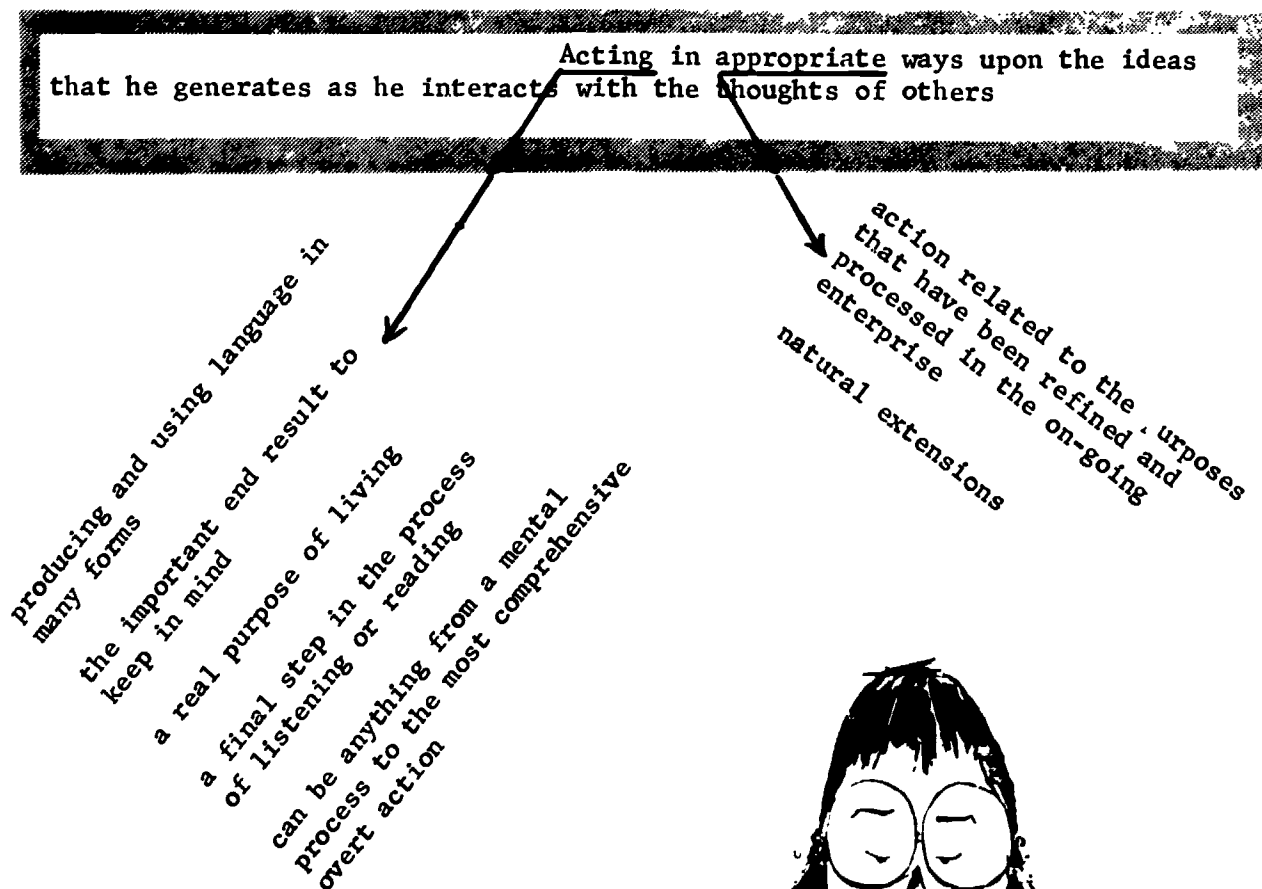 Acting in appropriate ways upon the ideas
that he generates as he interacts with the thoughts of others
producing and using language in
many forms
the important end result to
keep in mind
a real purpose of living
a final step in the process
of listening or reading
can be anything from a mental
process to the most comprehensive
overt action
action related to the urposes
that have been refined and
processed in the on-going
enterprise
natural extensions